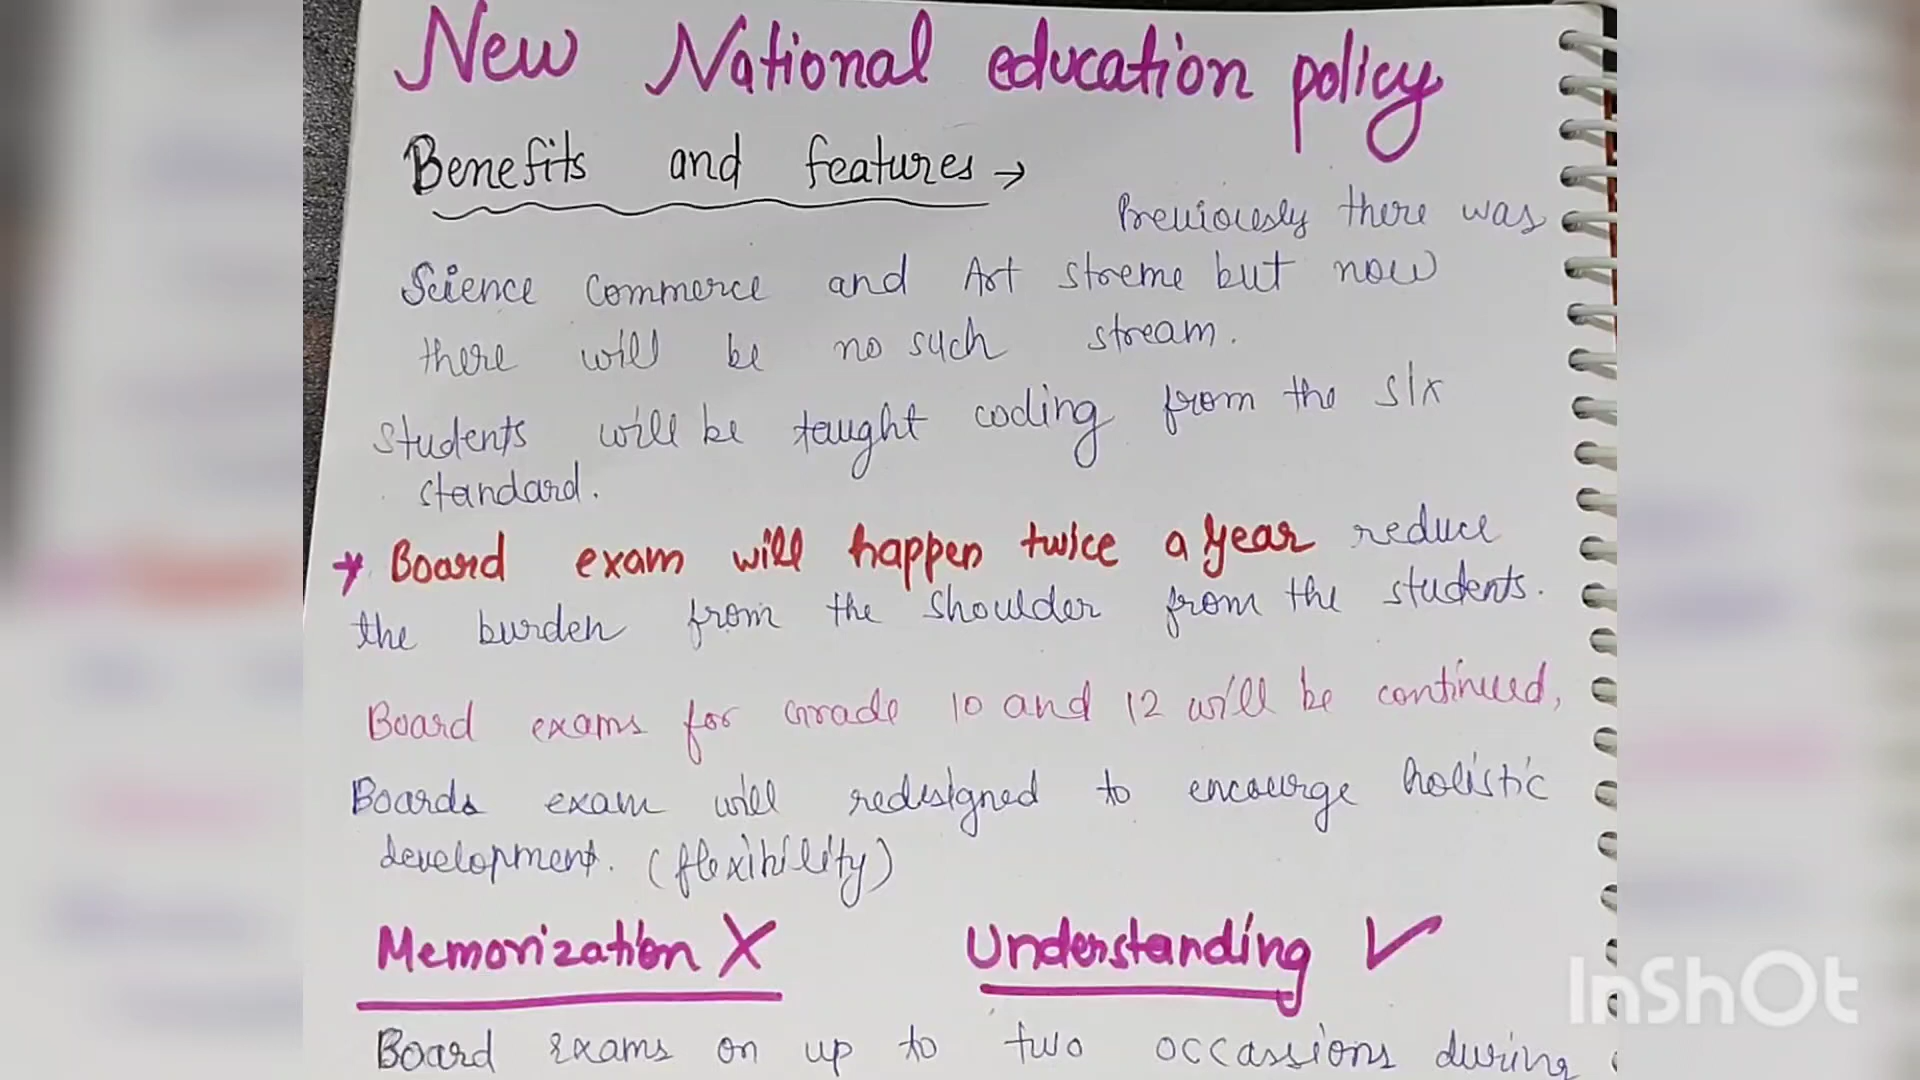 New National education policy
Benefits and features →
Previously there was
Science commerce and Art streme but now
there will be no such stream.
Students will be taught coding from the six
standard.
Board exam will happen twice a year reduce
the burden from the shoulder from the students.
Board exams for Grade 10 and 12 will be continued,
Boards exam will redesigned to encourge holistic
development. (flexibility)
Memorization X Understanding ✓
Board exams on up to two occassions during
InShOt